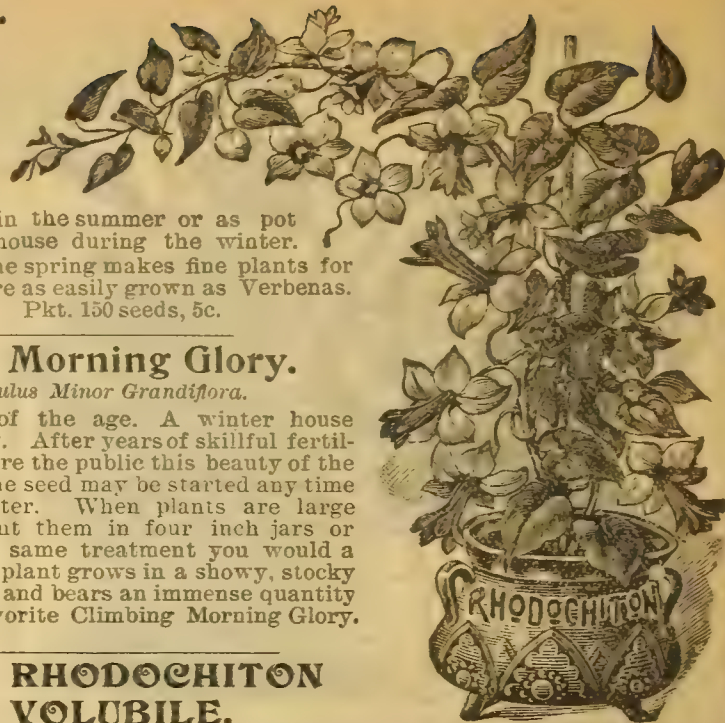 in the summer or as pot
house during the winter.
he spring makes fine plants for
re as easily grown as Verbenas.
Pkt. 150 seeds, 5c.
Morning Glory.
ulus Minor Grandiflora.
of the age. A winter house
. After years of skillful fertil-
re the public this beauty of the
he seed may be started any time
ter. When plants are large
ut them in four inch jars or
same treatment you would a
plant grows in a showy, stocky
and bears an immense quantity
vorite Climbing Morning Glory.
RHODOCHITON
VOLUBILE.
RHODOCHITON